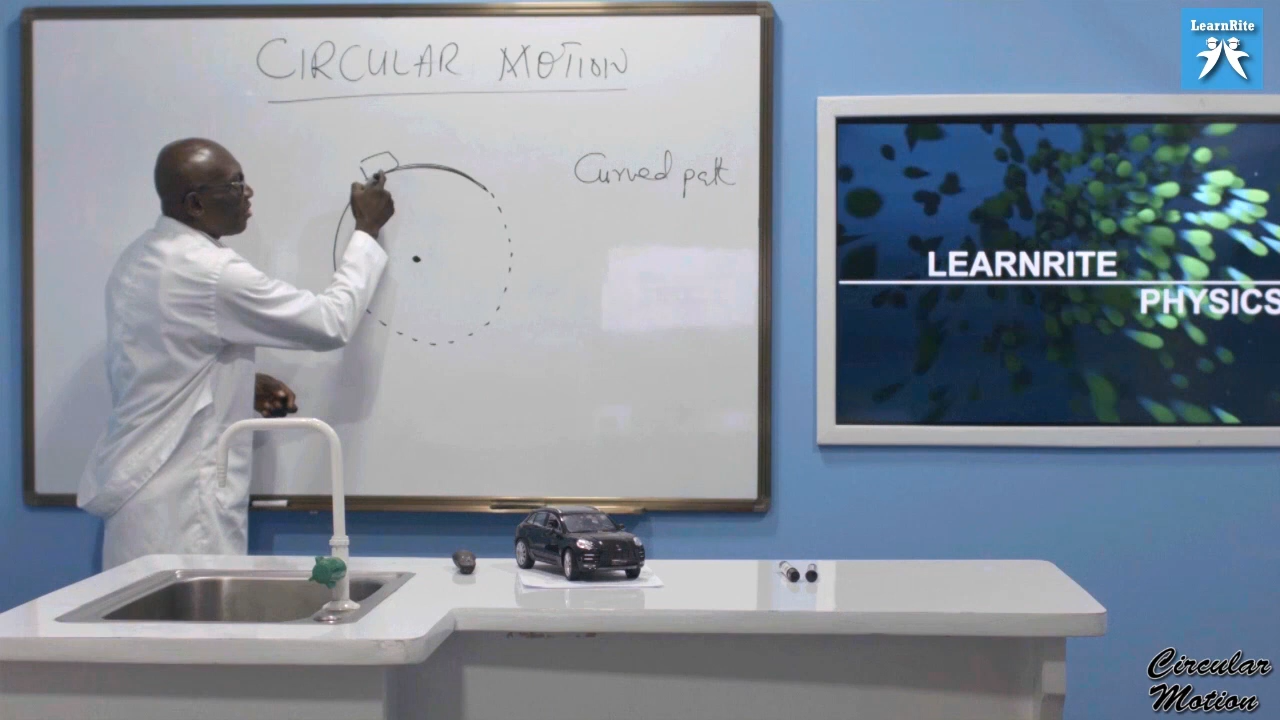 CIRCULAR MOTION
Curved path
LearnRite
LEARNRITE
PHYSICS
Circular
Motion